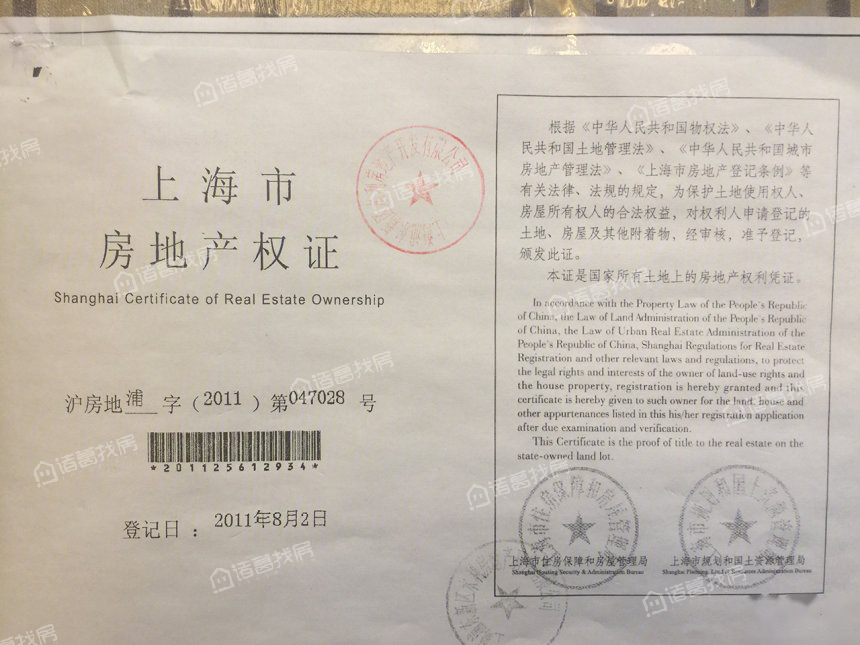 上海市
房地产权证
Shanghai Certificate of Real Estate Ownership
沪房地浦字（2011）第047028号
*201125612934*
登记日：2011年8月2日
根据《中华人民共和国物权法》、《中华人
民共和国土地管理法》、《中华人民共和国城市
房地产管理法》、《上海市房地产登记条例》等
有关法律、法规的规定，为保护土地使用权人、
房屋所有权人的合法权益，对权利人申请登记的
土地、房屋及其他附着物，经审核，准予登记，
颁发此证。
本证是国家所有土地上的房地产权利凭证。
In accordance with the Property Law of the People's Republic
of China, the Law of Land Administration of the People's Republic
of China, the Law of Urban Real Estate Administration of the
People's Republic of China, Shanghai Regulations for Real Estate
Registration and other relevant laws and regulations, to protect
the legal rights and interests of the owner of land-use rights and
the house property, registration is hereby granted and this
certificate is hereby given to such owner for the land, house and
other appurtenances listed in this his/her registration application
after due examination and verification.
This Certificate is the proof of title to the real estate on the
state-owned land lot.
上海市住房保障和房屋管理局
Shanghai Housing Security & Administration Bureau
上海市规划和国土资源管理局
Shanghai Planning, Land & Resources Administration Bureau
诸葛找房